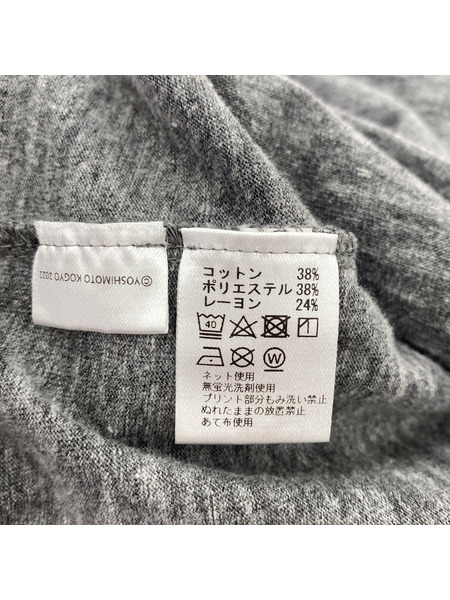 ©YOSHIMOTO KOGYO 2022
コットン 38%
ポリエステル 38%
レーヨン 24%
40
W
ネット使用
無蛍光洗剤使用
プリント部分もみ洗い禁止
ぬれたままの放置禁止
あて布使用